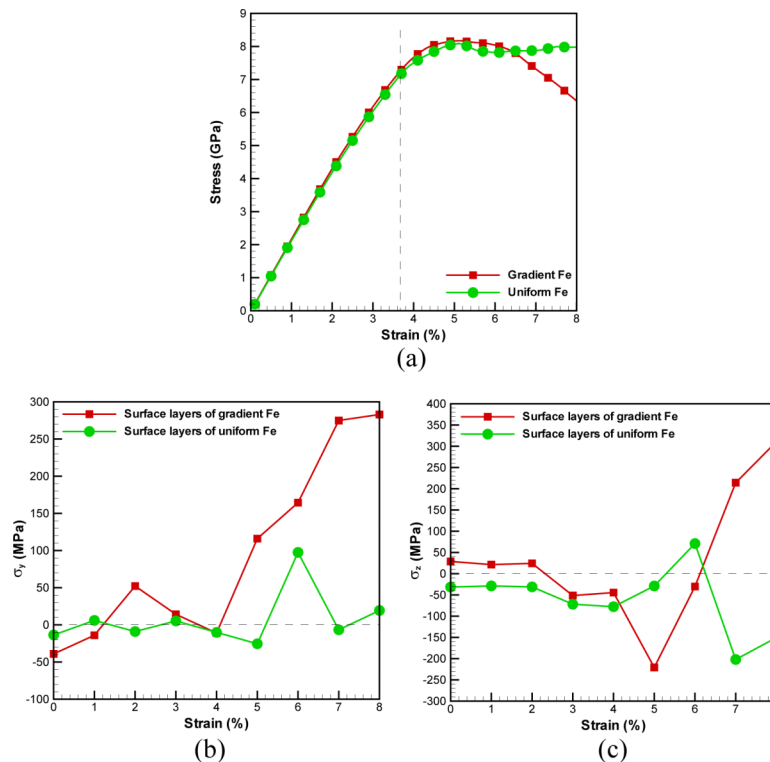 9
8
7
6
5
4
3
2
1
0
Stress (GPa)
Gradient Fe
Uniform Fe
0 1 2 3 4 5 6 7 8
Strain (%)
(a)
300
250
200
150
100
50
0
-50
-100
σy (MPa)
Surface layers of gradient Fe
Surface layers of uniform Fe
0 1 2 3 4 5 6 7 8
Strain (%)
(b)
400
350
300
250
200
150
100
50
0
-50
-100
-150
-200
-250
-300
σz (MPa)
Surface layers of gradient Fe
Surface layers of uniform Fe
0 1 2 3 4 5 6 7
Strain (%)
(c)